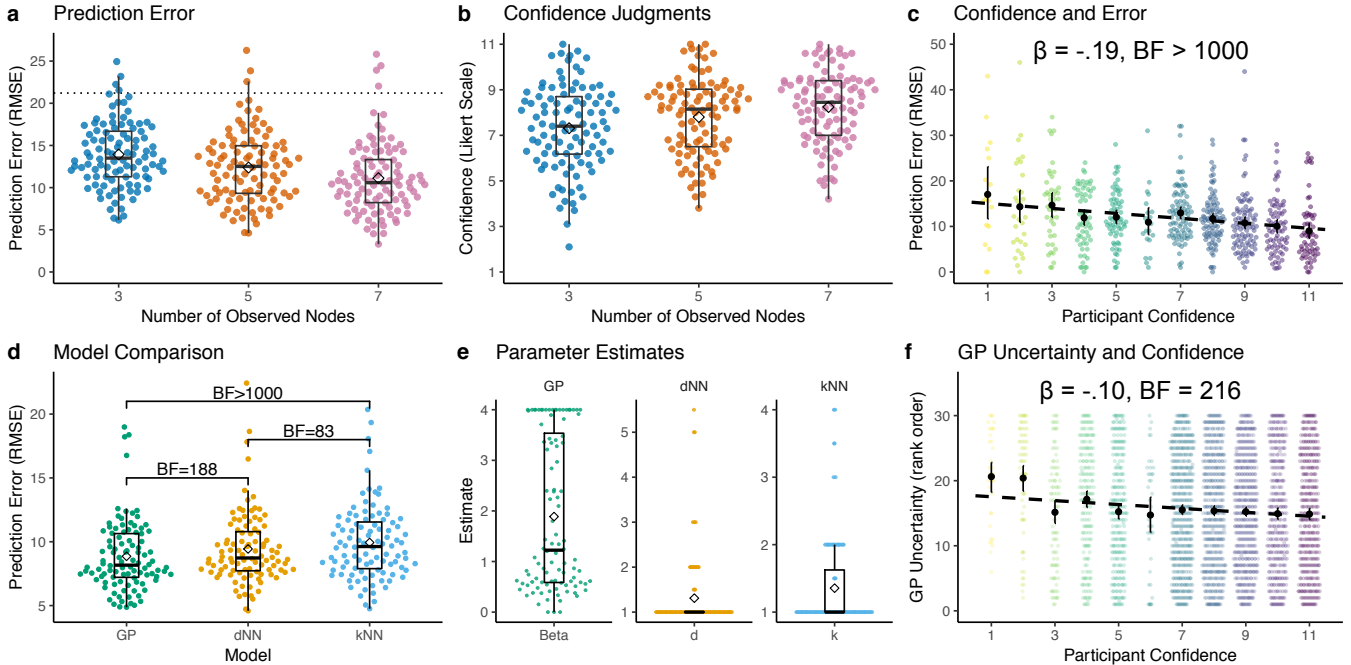 a Prediction Error
Prediction Error (RMSE)
25
20
15
10
5
0
3 5 7
Number of Observed Nodes
b Confidence Judgments
Confidence (Likert Scale)
11
9
7
5
3
1
3 5 7
Number of Observed Nodes
c Confidence and Error
β = -.19, BF > 1000
Prediction Error (RMSE)
50
40
30
20
10
0
1 3 5 7 9 11
Participant Confidence
d Model Comparison
BF>1000
BF=83
BF=188
Prediction Error (RMSE)
20
15
10
5
GP dNN kNN
Model
e Parameter Estimates
Estimate
GP
4
3
2
1
0
Beta
dNN
5
4
3
2
1
d
kNN
4
3
2
1
k
f GP Uncertainty and Confidence
β = -.10, BF = 216
GP Uncertainty (rank order)
30
20
10
0
1 3 5 7 9 11
Participant Confidence